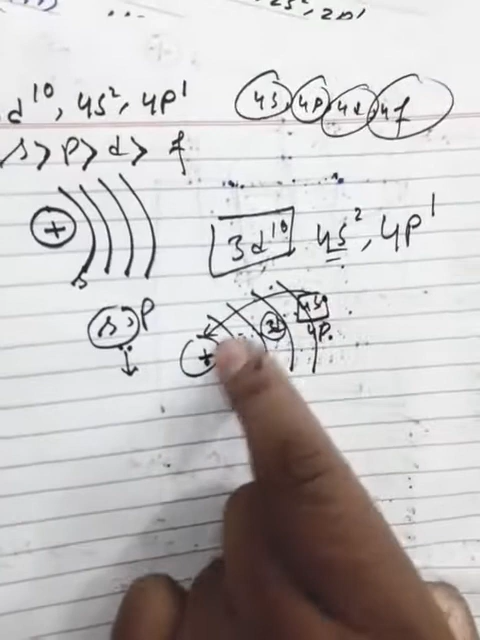 ...
d¹⁰, 4s², 4p¹
4s 4p 4d 4f
s > p > d > f
+
3d¹⁰ 4s², 4p¹
s
s > p
+ 3d 4s
4p